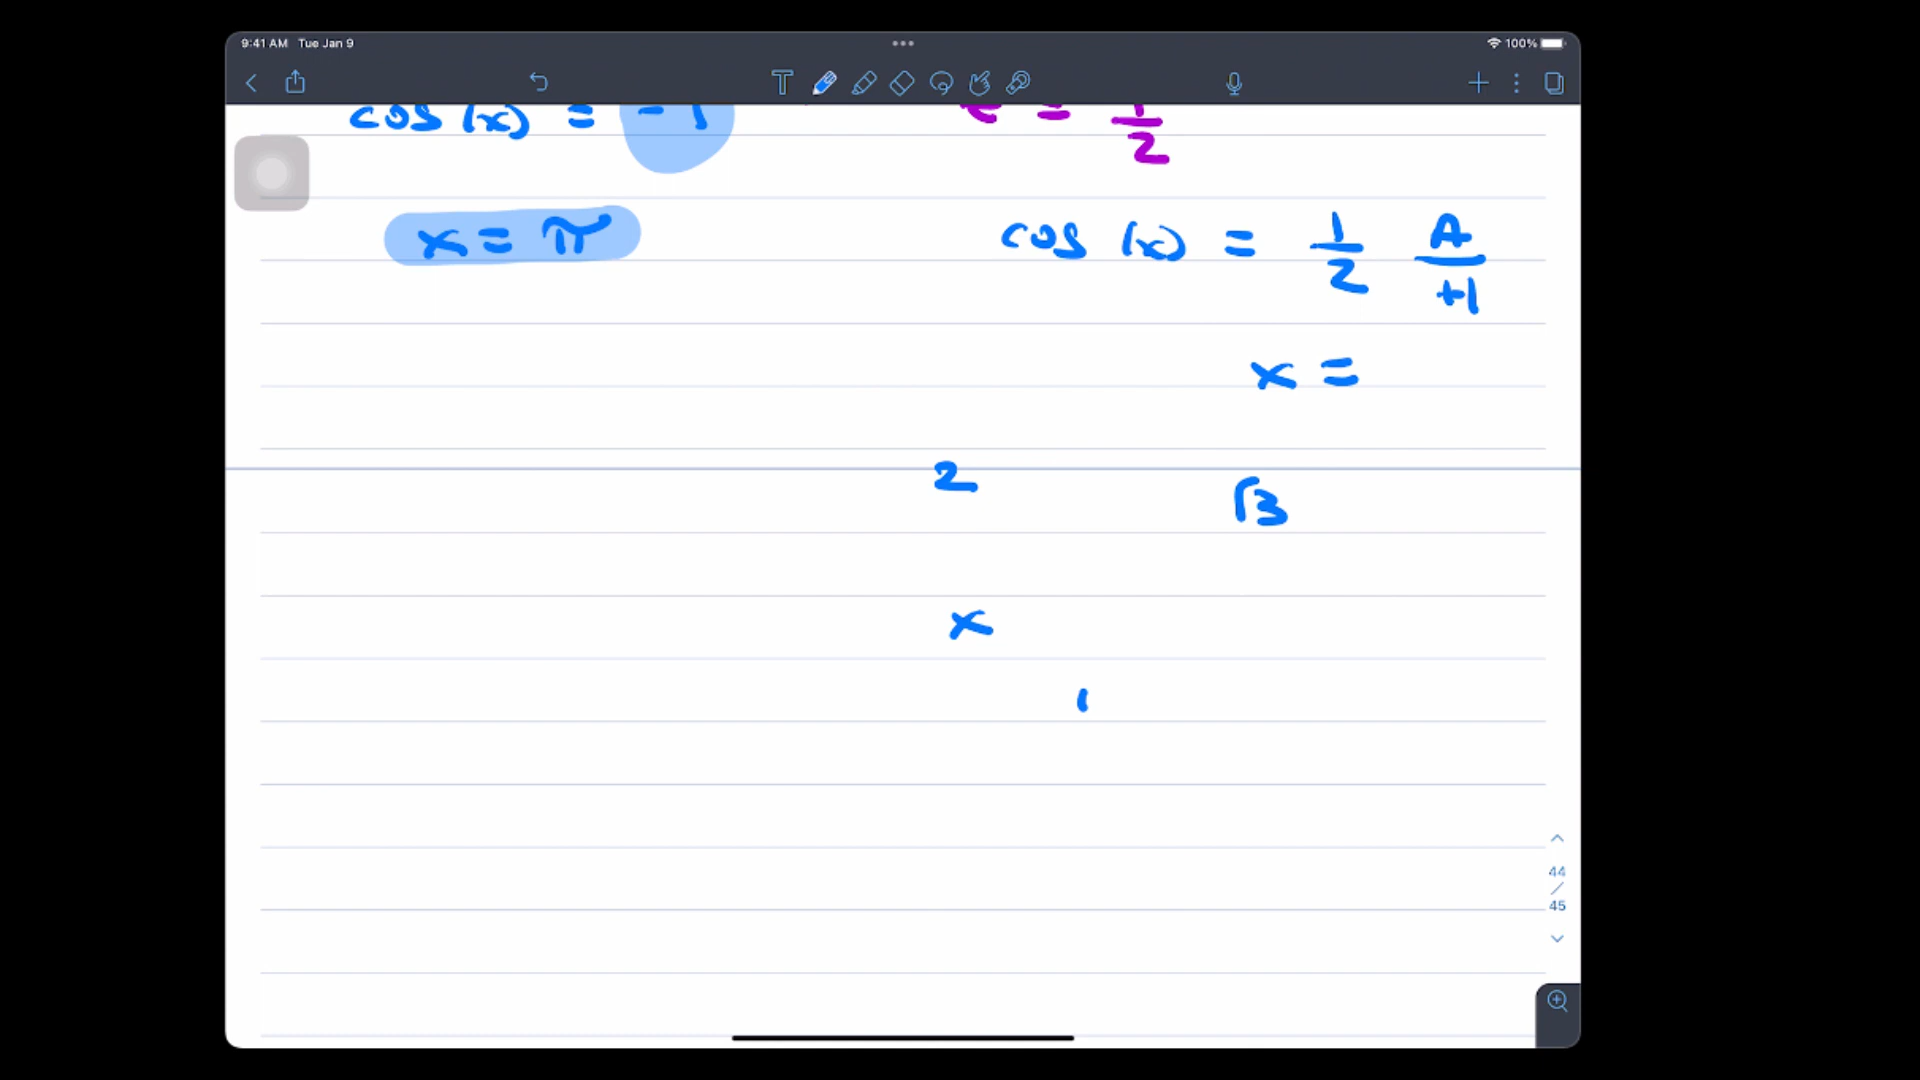 9:41 AM Tue Jan 9
100%
T
cos (x) = -1
t = 1/2
x = π
cos (x) = 1/2 A/+1
x =
2
√3
x
1
44
/
45